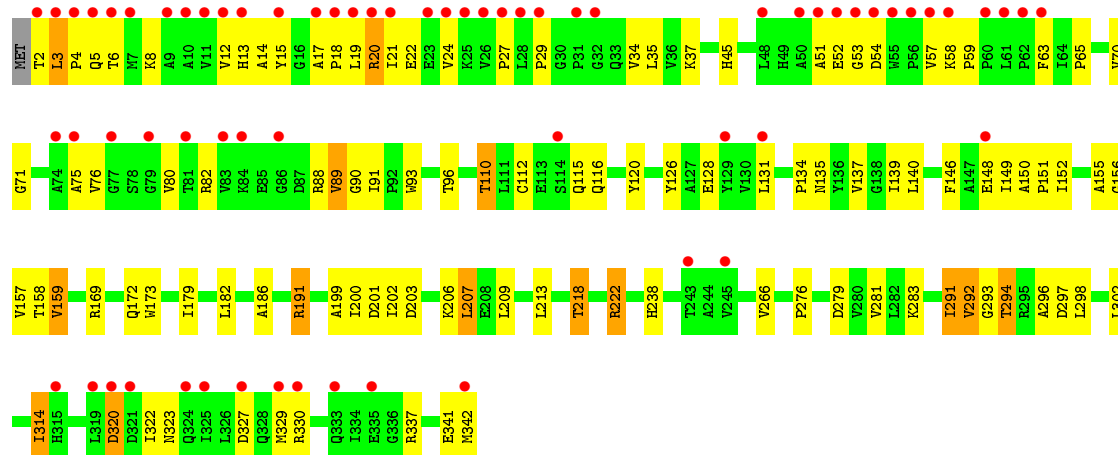 MET T2 L3 P4 Q5 T6 M7 K8 A9 A10 V11 V12 H13 A14 Y15 G16 A17 P18 L19 R20 I21 E22 E23 V24 K25 V26 P27 L28 P29 G30 P31 G32 Q33 V34 L35 V36 K37 H45 L48 H49 A50 A51 E52 G53 D54 W55 P56 V57 K58 P59 P60 L61 P62 F63 I64 P65 V70
G71 A74 A75 V76 G77 S78 G79 V80 T81 R82 V83 K84 E85 G86 D87 R88 V89 G90 I91 P92 W93 T96 T110 L111 C112 E113 S114 Q115 Q116 Y120 Y126 A127 E128 Y129 V130 L131 P134 N135 Y136 V137 G138 I139 L140 F146 A147 E148 I149 A150 P151 I152 A155 G156
V157 T158 V159 R169 Q172 W173 I179 L182 A186 R191 A199 I200 D201 I202 D203 K206 L207 E208 L209 L213 T218 R222 H238 T243 A244 V245 V266 P276 D279 V280 V281 L282 K283 I291 V292 G293 T294 R295 A296 D297 L298 L302
I314 H315 L319 D320 D321 I322 N323 Q324 I325 L326 D327 Q328 M329 R330 Q333 I334 E335 G336 R337 E341 M342